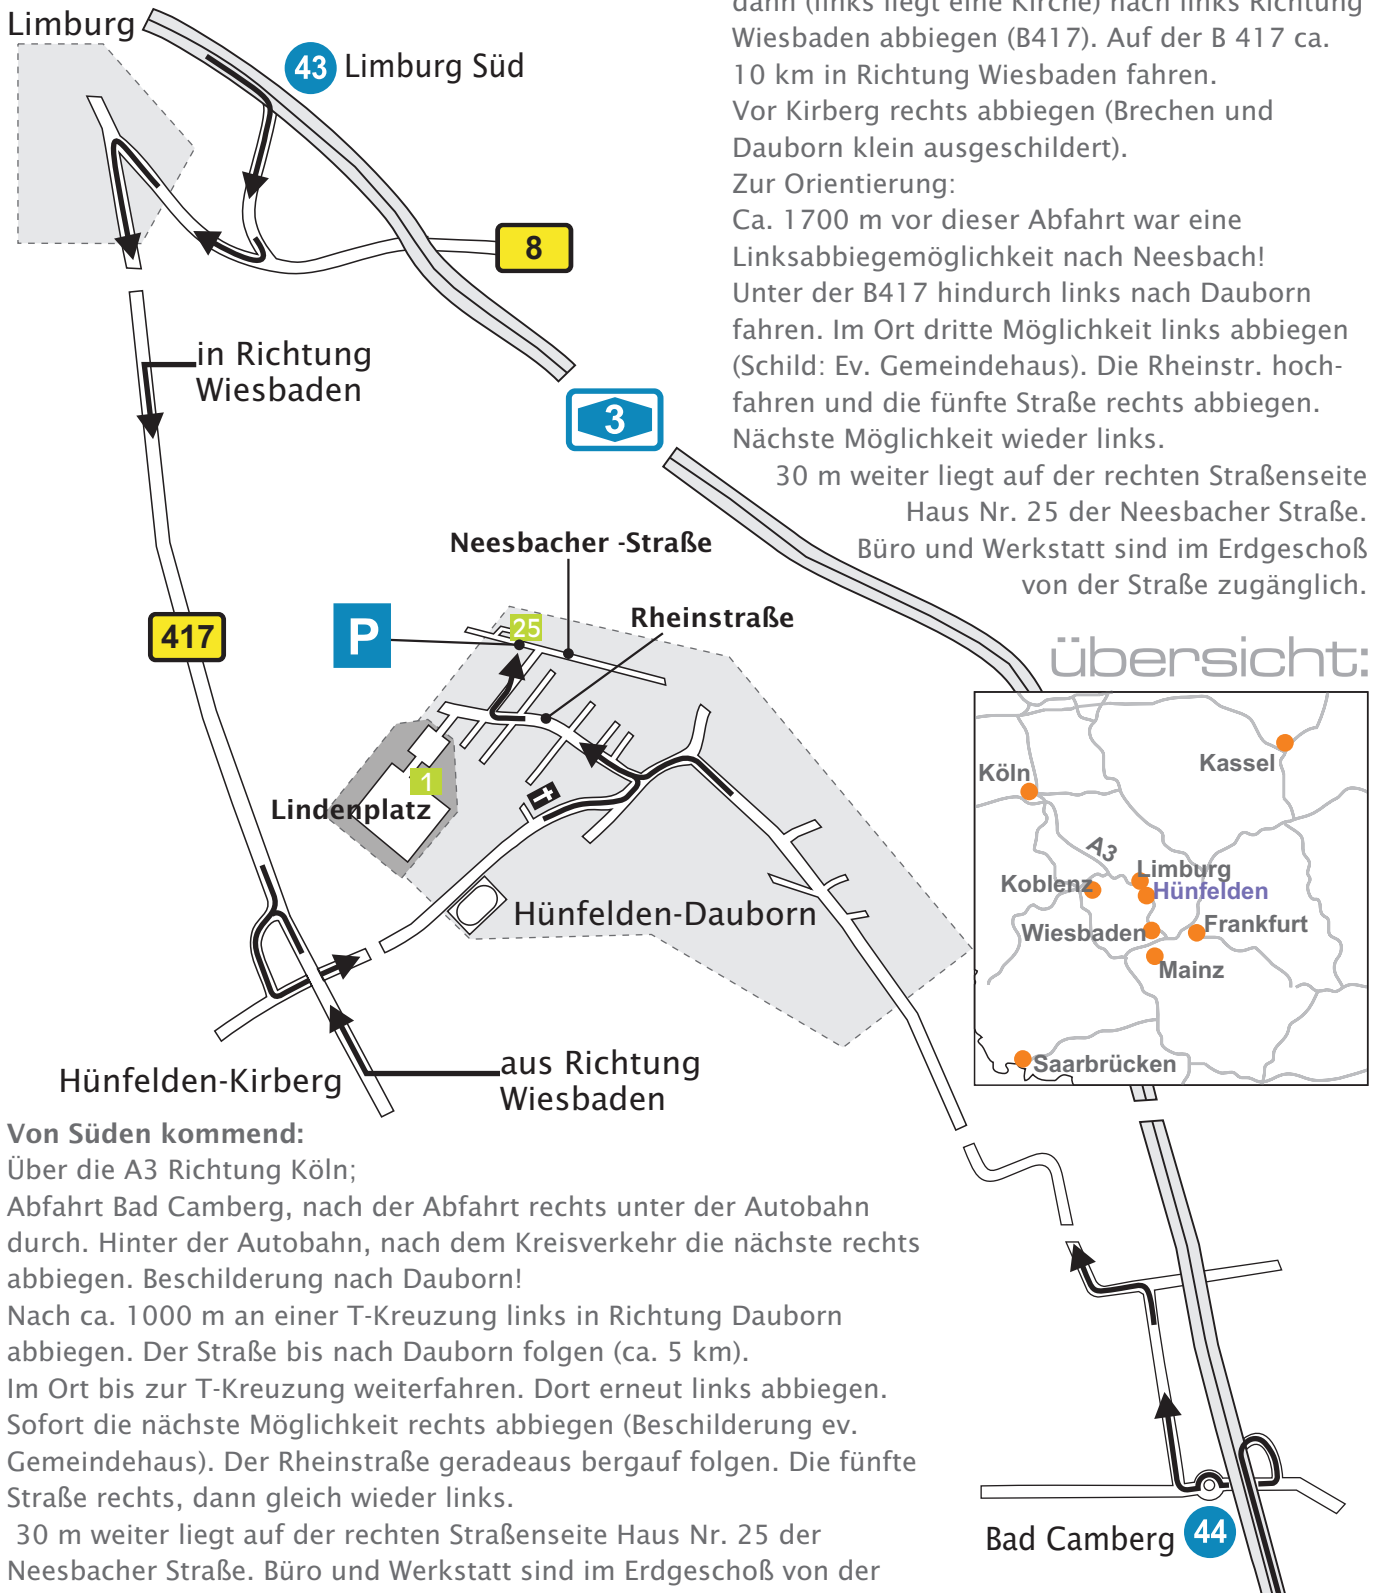 dann (links liegt eine Kirche) nach links Richtung
Wiesbaden abbiegen (B417). Auf der B 417 ca.
10 km in Richtung Wiesbaden fahren.
Vor Kirberg rechts abbiegen (Brechen und
Dauborn klein ausgeschildert).
Zur Orientierung:
Ca. 1700 m vor dieser Abfahrt war eine
Linksabbiegemöglichkeit nach Neesbach!
Unter der B417 hindurch links nach Dauborn
fahren. Im Ort dritte Möglichkeit links abbiegen
(Schild: Ev. Gemeindehaus). Die Rheinstr. hoch-
fahren und die fünfte Straße rechts abbiegen.
Nächste Möglichkeit wieder links.
30 m weiter liegt auf der rechten Straßenseite
Haus Nr. 25 der Neesbacher Straße.
Büro und Werkstatt sind im Erdgeschoß
von der Straße zugänglich.
Limburg
43 Limburg Süd
8
in Richtung
Wiesbaden
3
Neesbacher -Straße
P
25
Rheinstraße
417
1
Lindenplatz
Hünfelden-Dauborn
Hünfelden-Kirberg
aus Richtung
Wiesbaden
übersicht:
Kassel
Köln
A3
Limburg
Koblenz
Hünfelden
Wiesbaden
Frankfurt
Mainz
Saarbrücken
Von Süden kommend:
Über die A3 Richtung Köln;
Abfahrt Bad Camberg, nach der Abfahrt rechts unter der Autobahn
durch. Hinter der Autobahn, nach dem Kreisverkehr die nächste rechts
abbiegen. Beschilderung nach Dauborn!
Nach ca. 1000 m an einer T-Kreuzung links in Richtung Dauborn
abbiegen. Der Straße bis nach Dauborn folgen (ca. 5 km).
Im Ort bis zur T-Kreuzung weiterfahren. Dort erneut links abbiegen.
Sofort die nächste Möglichkeit rechts abbiegen (Beschilderung ev.
Gemeindehaus). Der Rheinstraße geradeaus bergauf folgen. Die fünfte
Straße rechts, dann gleich wieder links.
30 m weiter liegt auf der rechten Straßenseite Haus Nr. 25 der
Neesbacher Straße. Büro und Werkstatt sind im Erdgeschoß von der
Bad Camberg 44